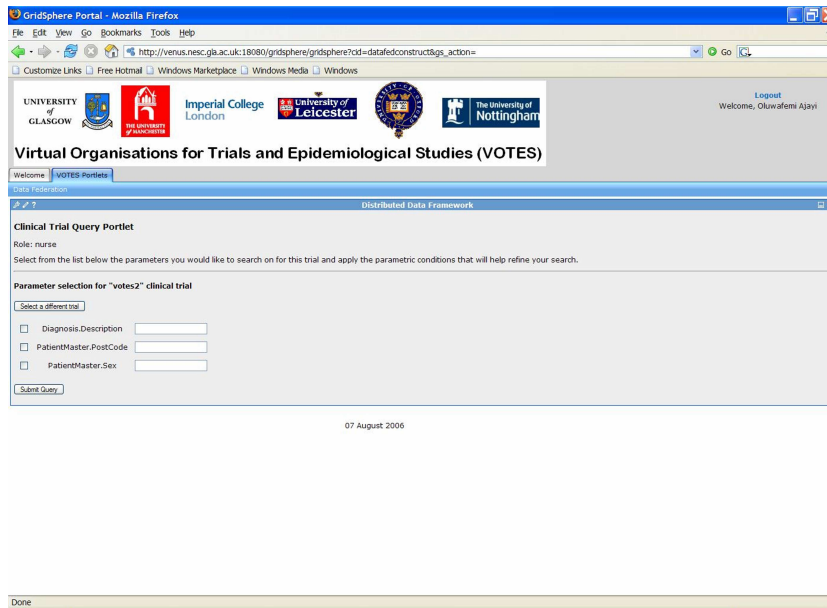 GridSphere Portal - Mozilla Firefox
File Edit View Go Bookmarks Tools Help
http://venus.nesc.gla.ac.uk:18080/gridsphere/gridsphere?cid=datafedconstruct&gs_action=
Go
Customize Links Free Hotmail Windows Marketplace Windows Media Windows
UNIVERSITY
of
GLASGOW
THE UNIVERSITY
of MANCHESTER
Imperial College
London
University of
Leicester
The University of
Nottingham
Logout
Welcome, Oluwafemi Ajayi
Virtual Organisations for Trials and Epidemiological Studies (VOTES)
Welcome VOTES Portlets
Data Federation
? Distributed Data Framework
Clinical Trial Query Portlet
Role: nurse
Select from the list below the parameters you would like to search on for this trial and apply the parametric conditions that will help refine your search.
Parameter selection for "votes2" clinical trial
Select a different trial
Diagnosis.Description
PatientMaster.PostCode
PatientMaster.Sex
Submit Query
07 August 2006
Done